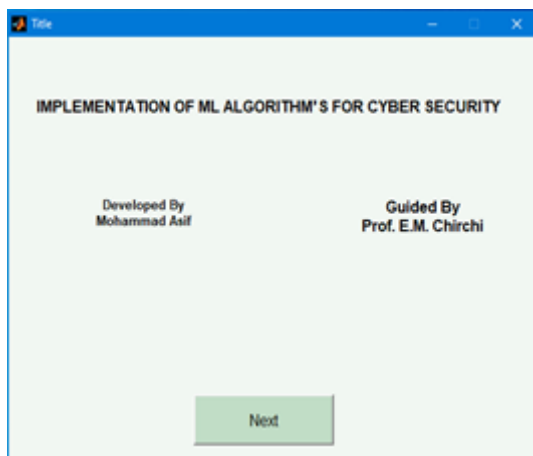 Title
IMPLEMENTATION OF ML ALGORITHM'S FOR CYBER SECURITY
Developed By
Mohammad Asif
Guided By
Prof. E.M. Chirchi
Next